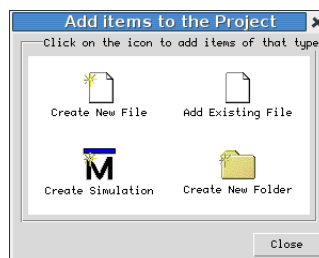 Add items to the Project
Click on the icon to add items of that type
Create New File
Add Existing File
Create Simulation
Create New Folder
Close